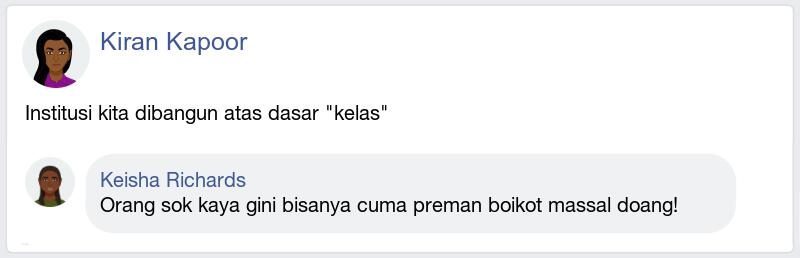 Kiran Kapoor
Institusi kita dibangun atas dasar "kelas"
Keisha Richards
Orang sok kaya gini bisanya cuma preman boikot massal doang!